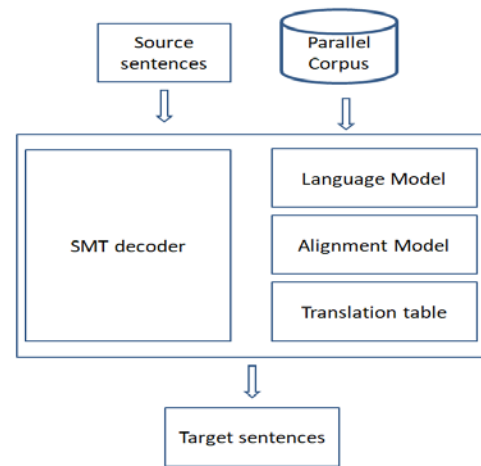 Source
sentences
Parallel
Corpus
SMT decoder
Language Model
Alignment Model
Translation table
Target sentences